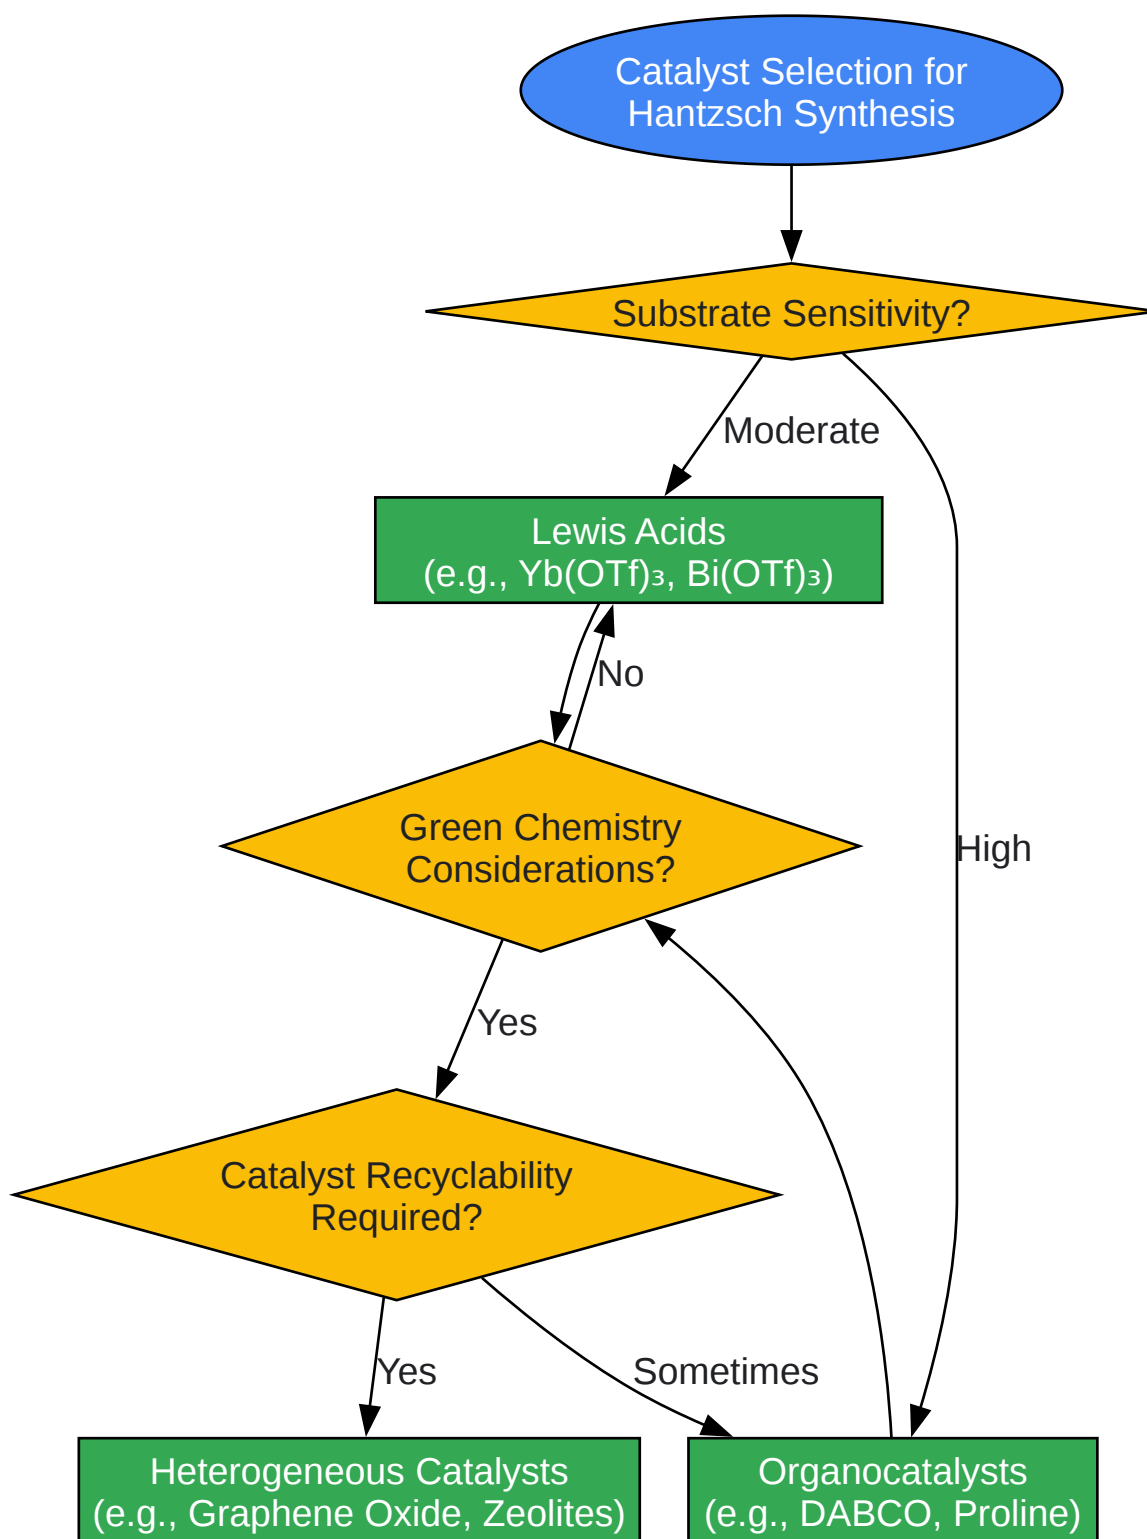 Catalyst Selection for
Hantzsch Synthesis
Substrate Sensitivity?
Moderate
Lewis Acids
(e.g., Yb(OTf)₃, Bi(OTf)₃)
No
Green Chemistry
Considerations?
High
Yes
Catalyst Recyclability
Required?
Yes
Sometimes
Heterogeneous Catalysts
(e.g., Graphene Oxide, Zeolites)
Organocatalysts
(e.g., DABCO, Proline)